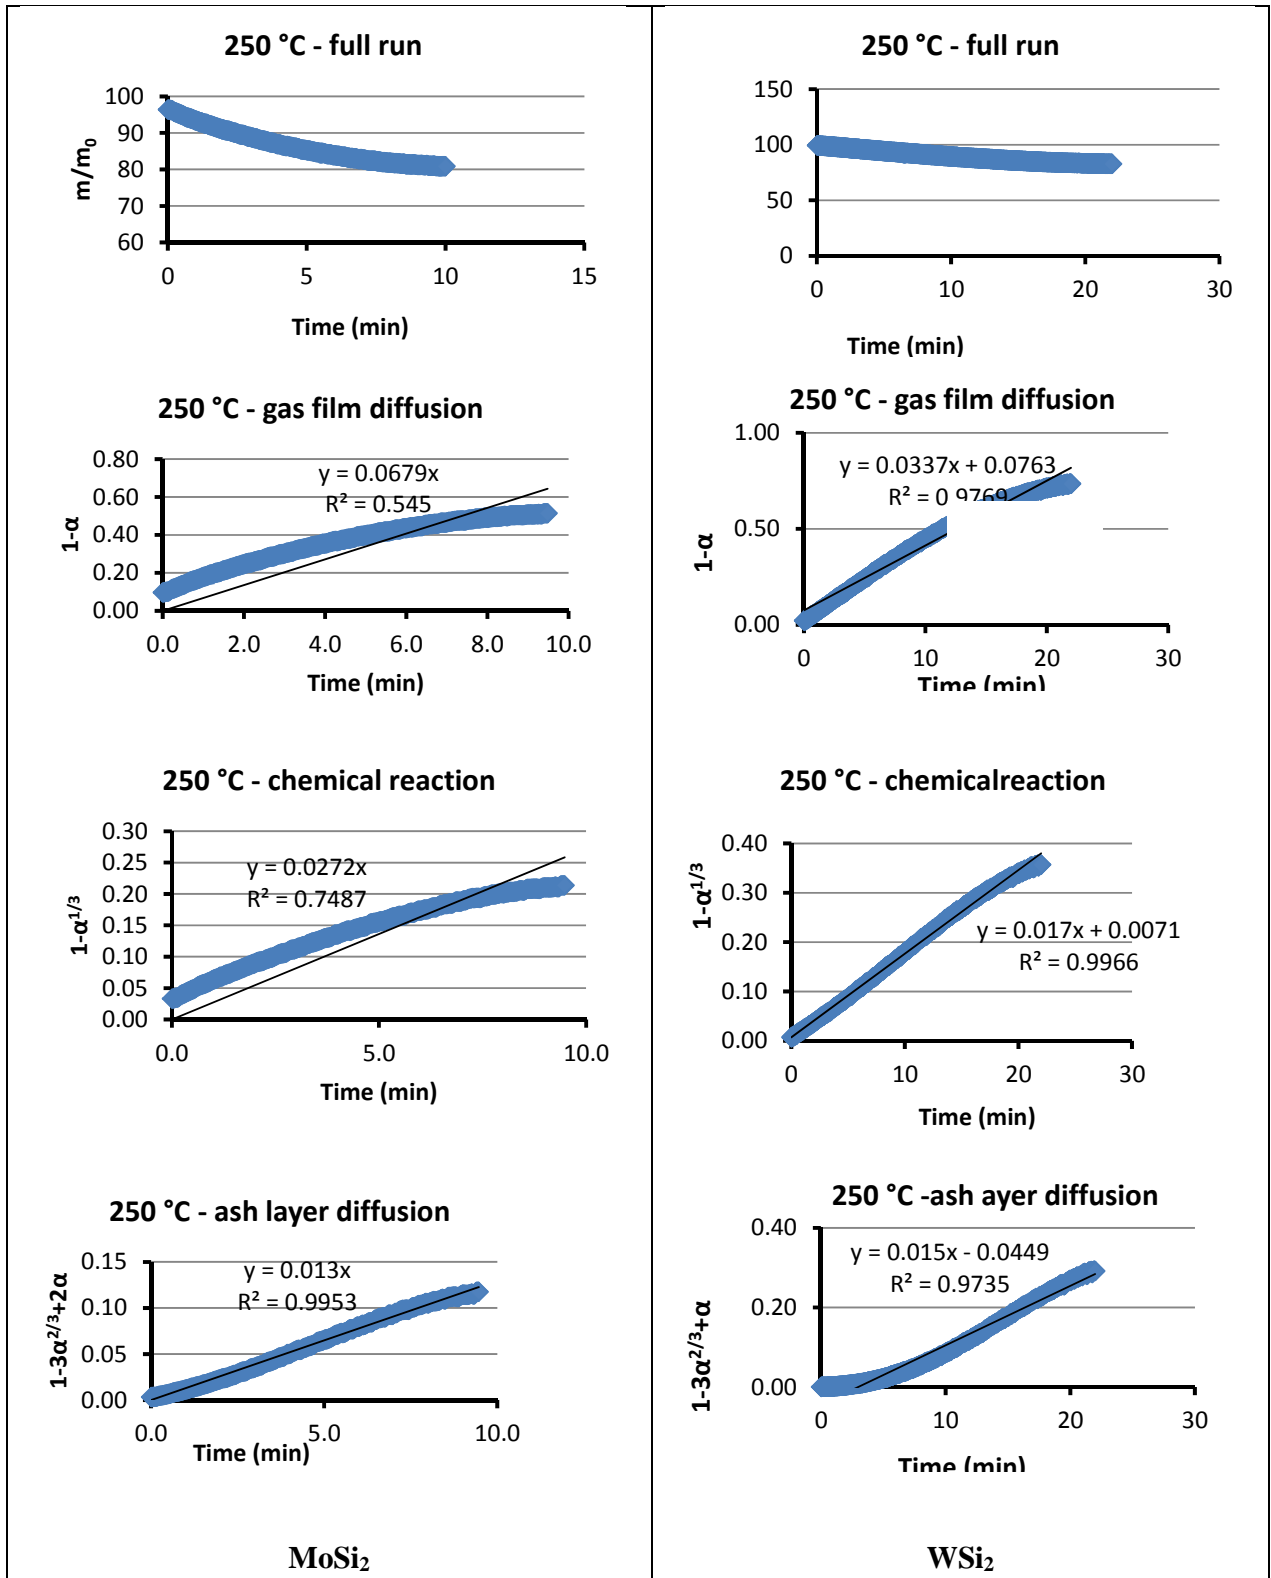 250 °C - full run
100
90
80
70
60
m/m0
0 5 10 15
Time (min)
250 °C - gas film diffusion
0.80
0.60
0.40
0.20
0.00
1-α
y = 0.0679x
R² = 0.545
0.0 2.0 4.0 6.0 8.0 10.0
Time (min)
250 °C - chemical reaction
0.30
0.25
0.20
0.15
0.10
0.05
0.00
1-α1/3
y = 0.0272x
R² = 0.7487
0.0 5.0 10.0
Time (min)
250 °C - ash layer diffusion
0.15
0.10
0.05
0.00
1-3α2/3+2α
y = 0.013x
R² = 0.9953
0.0 5.0 10.0
Time (min)
MoSi2
250 °C - full run
150
100
50
0
0 10 20 30
Time (min)
250 °C - gas film diffusion
1.00
0.50
0.00
1-α
y = 0.0337x + 0.0763
R² = 0.9769
0 10 20 30
Time (min)
250 °C - chemicalreaction
0.40
0.30
0.20
0.10
0.00
1-α1/3
y = 0.017x + 0.0071
R² = 0.9966
0 10 20 30
Time (min)
250 °C -ash ayer diffusion
0.40
0.20
0.00
1-3α2/3+α
y = 0.015x - 0.0449
R² = 0.9735
0 10 20 30
Time (min)
WSi2